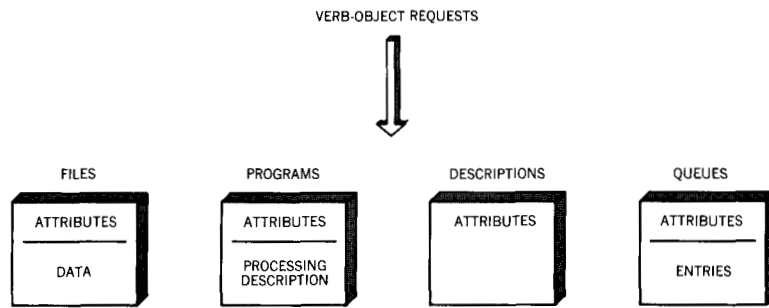 VERB-OBJECT REQUESTS
FILES PROGRAMS DESCRIPTIONS QUEUES
ATTRIBUTES ATTRIBUTES ATTRIBUTES ATTRIBUTES
DATA PROCESSING DESCRIPTION ENTRIES